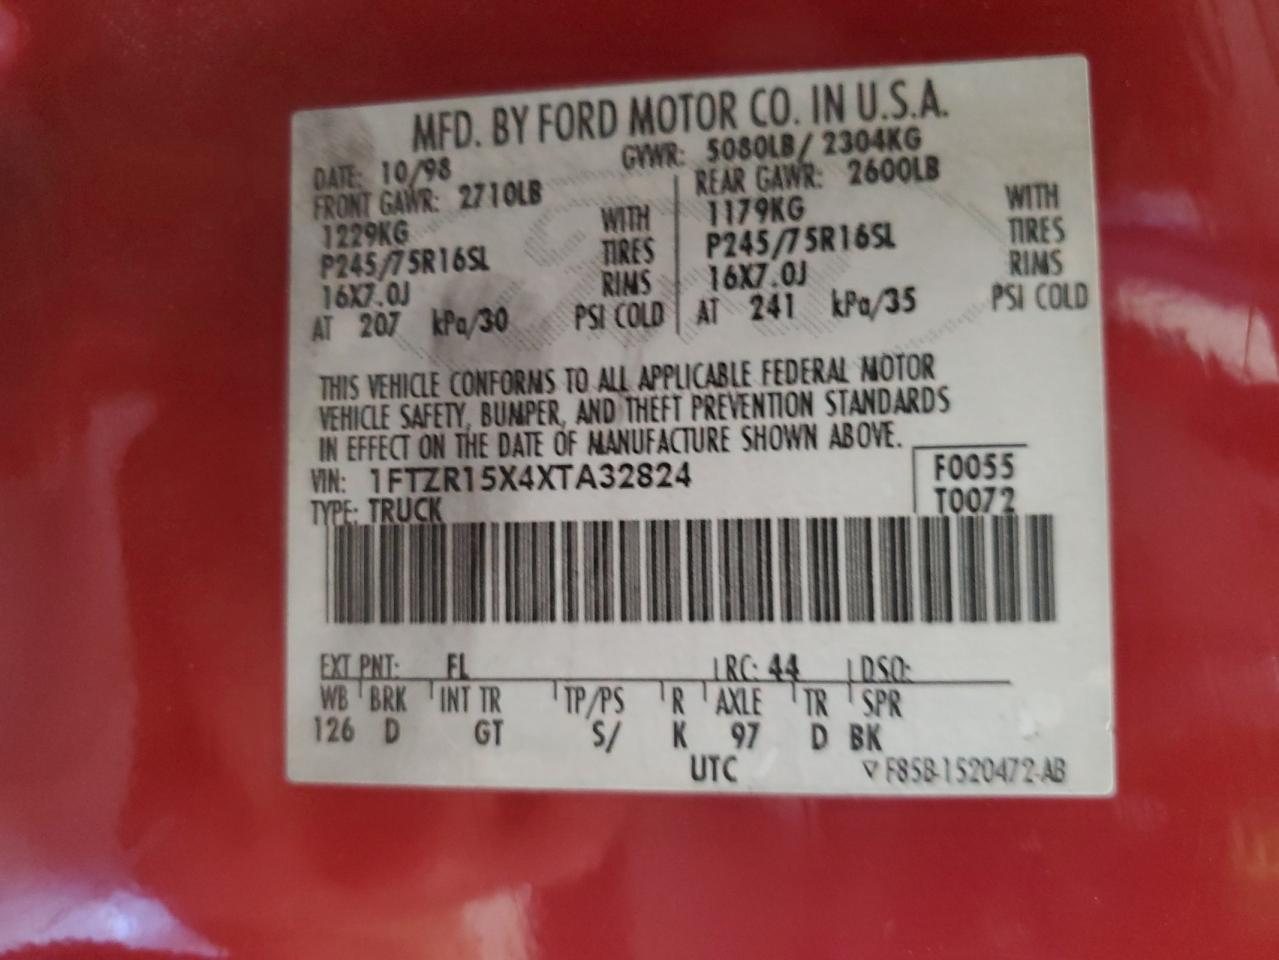 MFD. BY FORD MOTOR CO. IN U.S.A.
DATE: 10/98 GVWR: 5080LB/ 2304KG
FRONT GAWR: 2710LB REAR GAWR: 2600LB
1229KG WITH 1179KG WITH
P245/75R16SL TIRES P245/75R16SL TIRES
16X7.0J RIMS 16X7.0J RIMS
AT 207 kPa/30 PSI COLD AT 241 kPa/35 PSI COLD
THIS VEHICLE CONFORMS TO ALL APPLICABLE FEDERAL MOTOR
VEHICLE SAFETY, BUMPER, AND THEFT PREVENTION STANDARDS
IN EFFECT ON THE DATE OF MANUFACTURE SHOWN ABOVE.
VIN: 1FTZR15X4XTA32824 F0055
TYPE: TRUCK T0072
EXT PNT: FL RC: 44 DSO:
WB BRK INT TR TP/PS R AXLE TR SPR
126 D GT S/ K 97 D BK
UTC F85B-1520472-AB